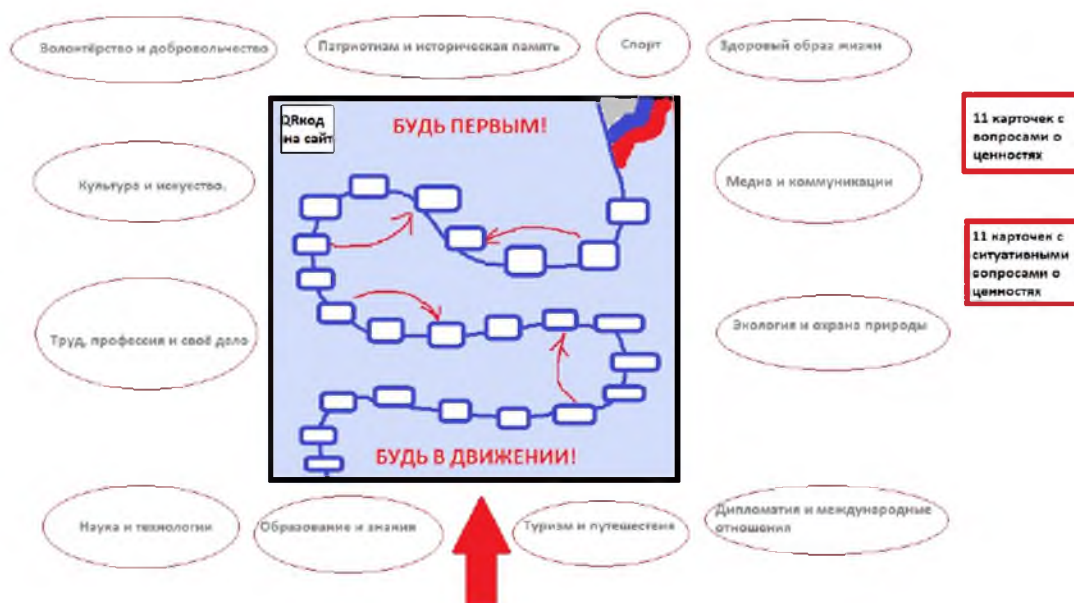 Волонтёрство и добровольчество
Патриотизм и историческая память
Спорт
Здоровый образ жизни
QRкод
на сайт
БУДЬ ПЕРВЫМ!
11 карточек с
вопросами о
ценностях
Культура и искусство.
Медиа и коммуникации
11 карточек с
ситуативными
вопросами о
ценностях
Труд, профессия и своё дело
Экология и охрана природы
БУДЬ В ДВИЖЕНИИ!
Наука и технологии
Образование и знания
Туризм и путешествия
Дипломатия и международные
отношения